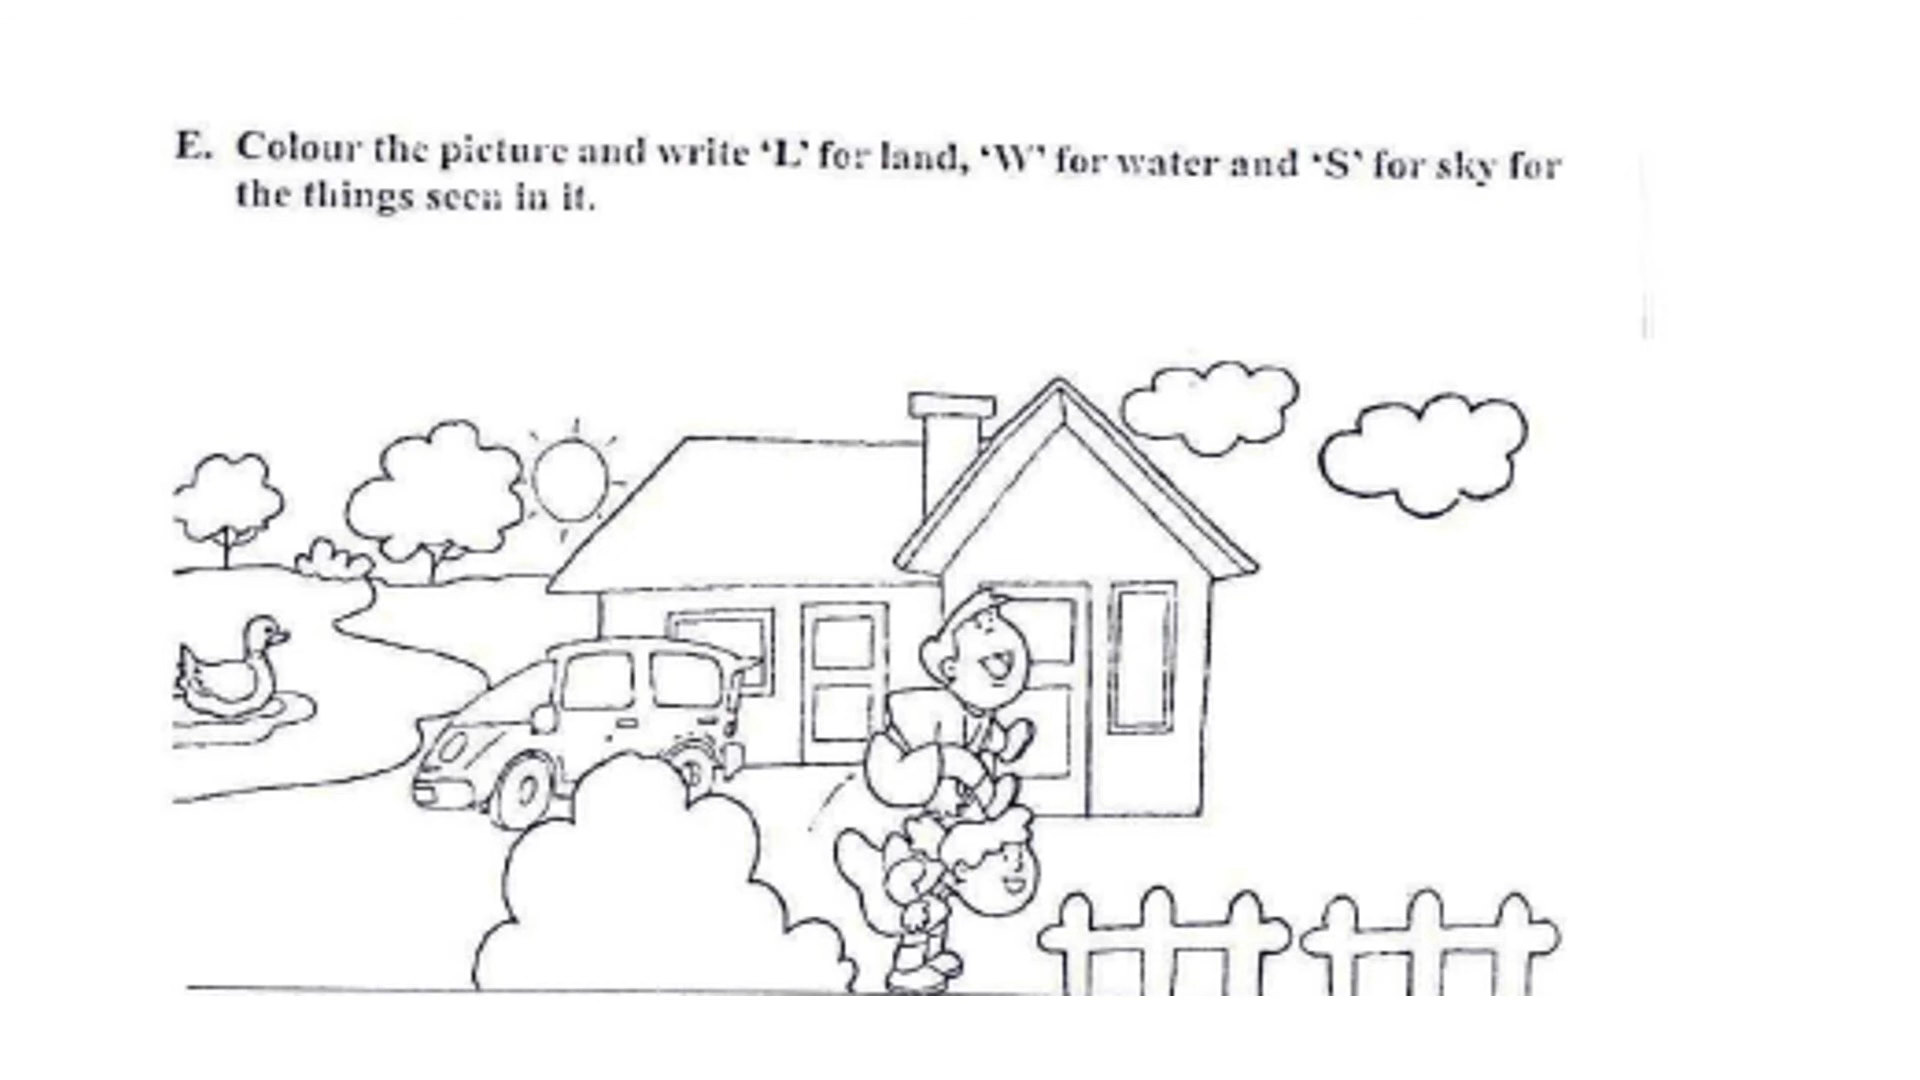 E. Colour the picture and write ‘L’ for land, ‘W’ for water and ‘S’ for sky for
the things seen in it.